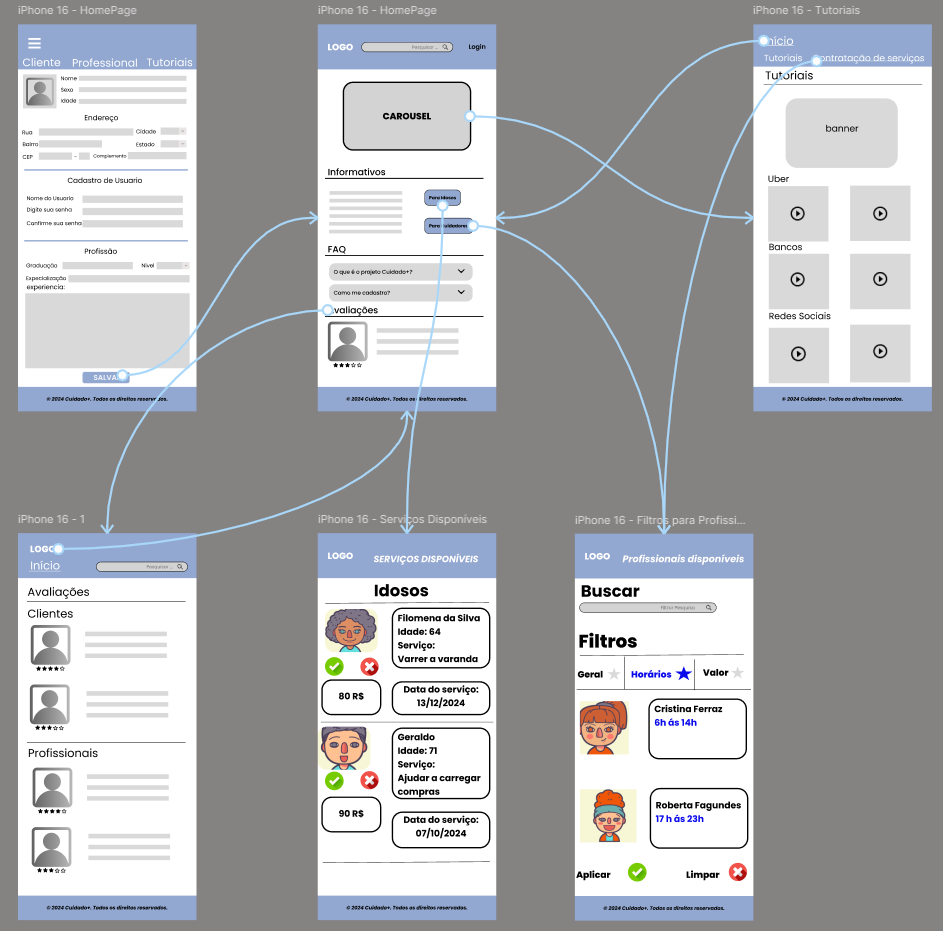 iPhone 16 - HomePage
Cliente Professional Tutoriais
Nome
Sexo
Idade
Endereço
Rua Cidade
Bairro Estado
CEP - Complemento
Cadastro de Usuario
Nome do Usuario
Digite sua senha
Confirme sua senha
Profissão
Graduação Nivel
Especialização
experiencia:
SALVA
© 2024 Cuidado+. Todos os direitos reservados.
iPhone 16 - HomePage
LOGO Pesquisar ... Login
CAROUSEL
Informativos
Para Idosos
Para Cuidadores
FAQ
O que é o projeto Cuidado+?
Como me cadastro?
valiações
© 2024 Cuidado+. Todos os direitos reservados.
iPhone 16 - Tutoriais
nício
Tutoriais ontratação de serviços
Tutoriais
banner
Uber
Bancos
Redes Sociais
© 2024 Cuidado+. Todos os direitos reservados.
iPhone 16 - 1
LOGO
Início Pesquisar ...
Avaliações
Clientes
Profissionais
© 2024 Cuidado+. Todos os direitos reservados.
iPhone 16 - Serviços Disponíveis
LOGO SERVIÇOS DISPONÍVEIS
Idosos
Filomena da Silva
Idade: 64
Serviço:
Varrer a varanda
80 R$
Data do serviço:
13/12/2024
Geraldo
Idade: 71
Serviço:
Ajudar a carregar
compras
90 R$
Data do serviço:
07/10/2024
© 2024 Cuidado+. Todos os direitos reservados.
iPhone 16 - Filtros para Profissi...
LOGO Profissionais disponíveis
Buscar
Filtrar Pesquisa
Filtros
Geral Horários Valor
Cristina Ferraz
6h ás 14h
Roberta Fagundes
17 h ás 23h
Aplicar Limpar
© 2024 Cuidado+. Todos os direitos reservados.